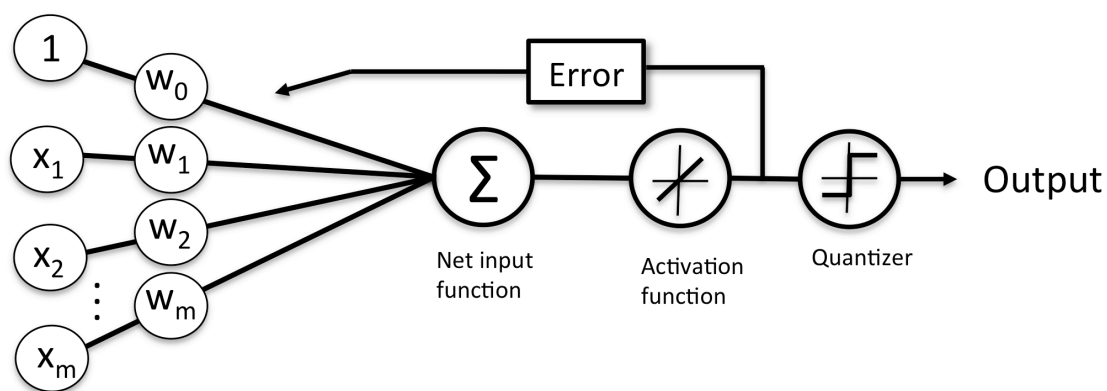 1
w₀
Error
x₁
w₁
Σ
Output
x₂
w₂
Net input
function
Activation
function
Quantizer
⋮
wₘ
xₘ